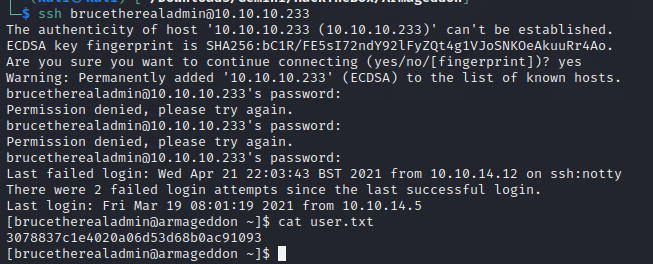 ssh brucetherealadmin@10.10.10.233
The authenticity of host '10.10.10.233 (10.10.10.233)' can't be established.
ECDSA key fingerprint is SHA256:bC1R/FE5sI72ndY92lFyZQt4g1VJoSNKOeAkuuRr4Ao.
Are you sure you want to continue connecting (yes/no/[fingerprint])? yes
Warning: Permanently added '10.10.10.233' (ECDSA) to the list of known hosts.
brucetherealadmin@10.10.10.233's password:
Permission denied, please try again.
brucetherealadmin@10.10.10.233's password:
Permission denied, please try again.
brucetherealadmin@10.10.10.233's password:
Last failed login: Wed Apr 21 22:03:43 BST 2021 from 10.10.14.12 on ssh:notty
There were 2 failed login attempts since the last successful login.
Last login: Fri Mar 19 08:01:19 2021 from 10.10.14.5
[brucetherealadmin@armageddon ~]$ cat user.txt
3078837c1e4020a06d53d68b0ac91093
[brucetherealadmin@armageddon ~]$